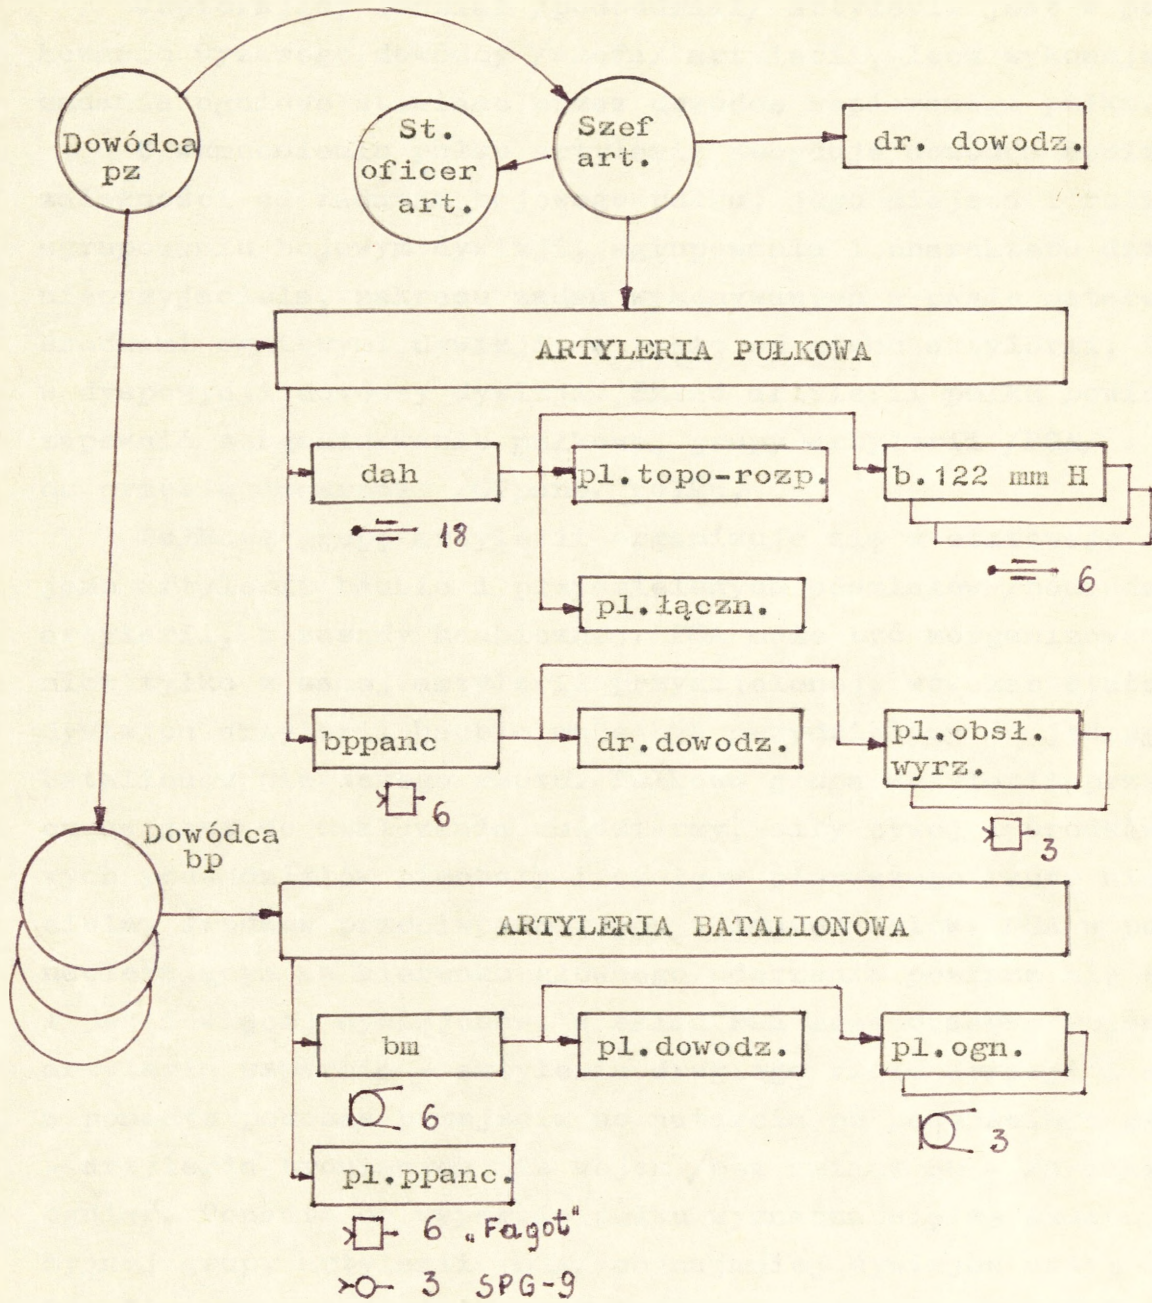 Dowódca
pz
St.
oficer
art.
Szef
art.
dr. dowodz.
ARTYLERIA PUŁKOWA
dah
pl.topo-rozp.
b.122 mm H
18
6
pl.łączn.
bppanc
dr.dowodz.
pl.obsł.
wyrz.
6
3
Dowódca
bp
ARTYLERIA BATALIONOWA
bm
pl.dowodz.
pl.ogn.
6
3
pl.ppanc.
6 „Fagot"
3 SPG-9